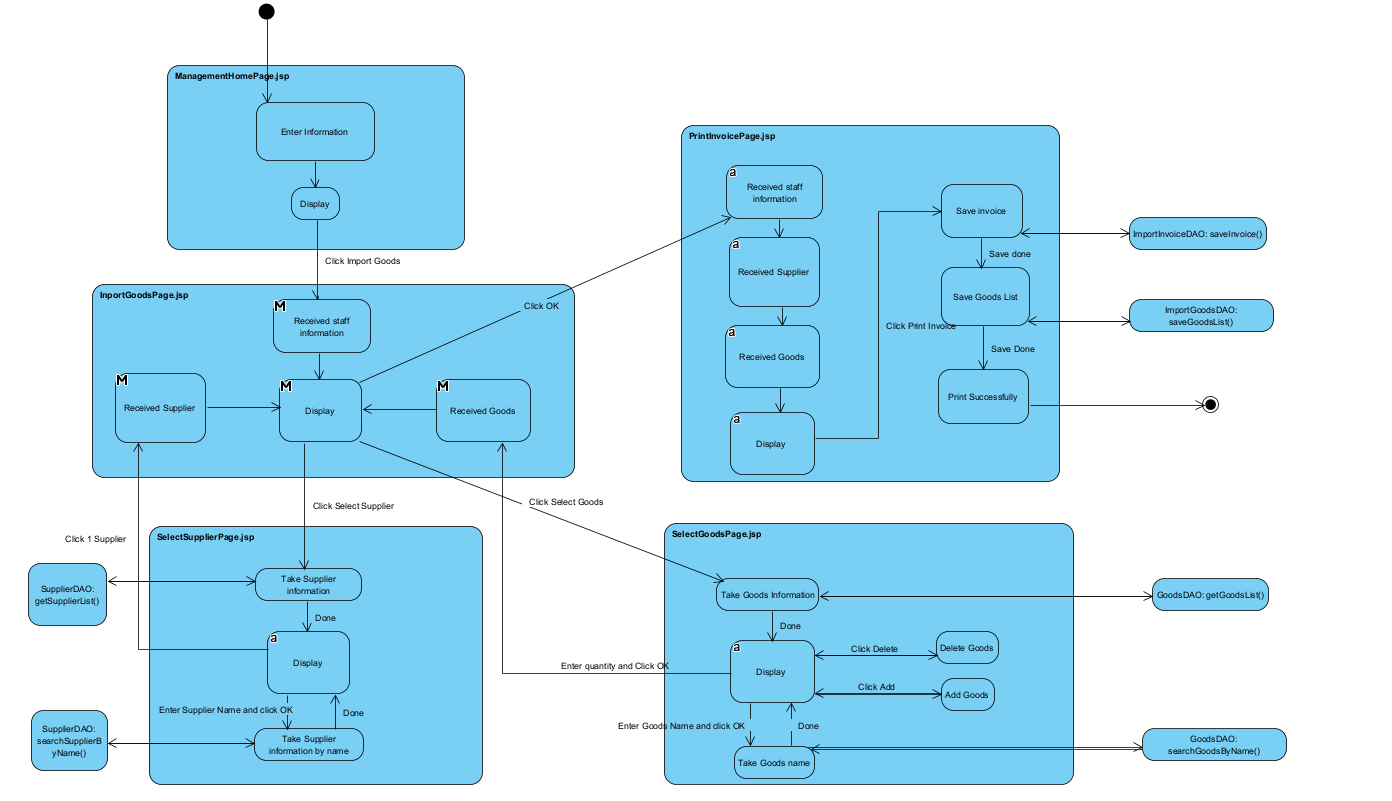 ManagementHomePage.jsp
Enter Information
Display
Click Import Goods
InportGoodsPage.jsp
M
Received staff
information
M
Received Supplier
M
Display
M
Received Goods
Click OK
PrintInvoicePage.jsp
a
Received staff
information
a
Received Supplier
a
Received Goods
a
Display
Click Print Invoice
Save invoice
Save done
Save Goods List
Save Done
Print Successfully
ImportInvoiceDAO: saveInvoice()
ImportGoodsDAO:
saveGoodsList()
Click Select Supplier
Click Select Goods
Click 1 Supplier
SelectSupplierPage.jsp
SupplierDAO:
getSupplierList()
Take Supplier
information
Done
a
Display
Enter Supplier Name and click OK
Done
SupplierDAO:
searchSupplierB
yName()
Take Supplier
information by name
SelectGoodsPage.jsp
Take Goods Information
GoodsDAO: getGoodsList()
Done
a
Display
Enter quantity and Click OK
Click Delete
Delete Goods
Click Add
Add Goods
Enter Goods Name and click OK
Done
Take Goods name
GoodsDAO:
searchGoodsByName()